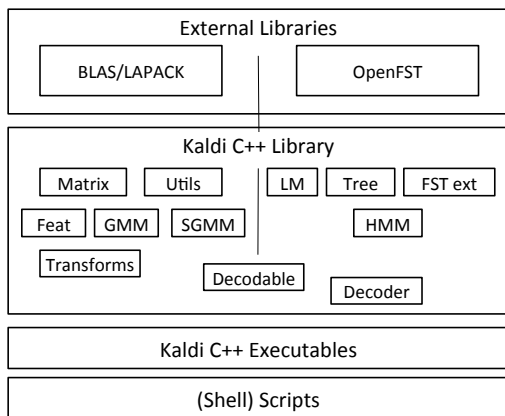 External Libraries
BLAS/LAPACK OpenFST
Kaldi C++ Library
Matrix Utils LM Tree FST ext
Feat GMM SGMM HMM
Transforms
Decodable
Decoder
Kaldi C++ Executables
(Shell) Scripts